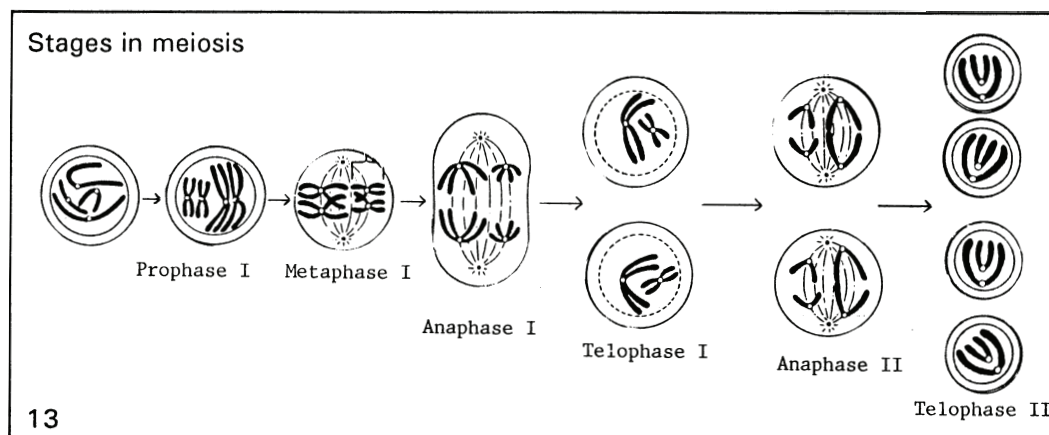 Stages in meiosis
Prophase I
Metaphase I
Anaphase I
Telophase I
Anaphase II
Telophase II
13